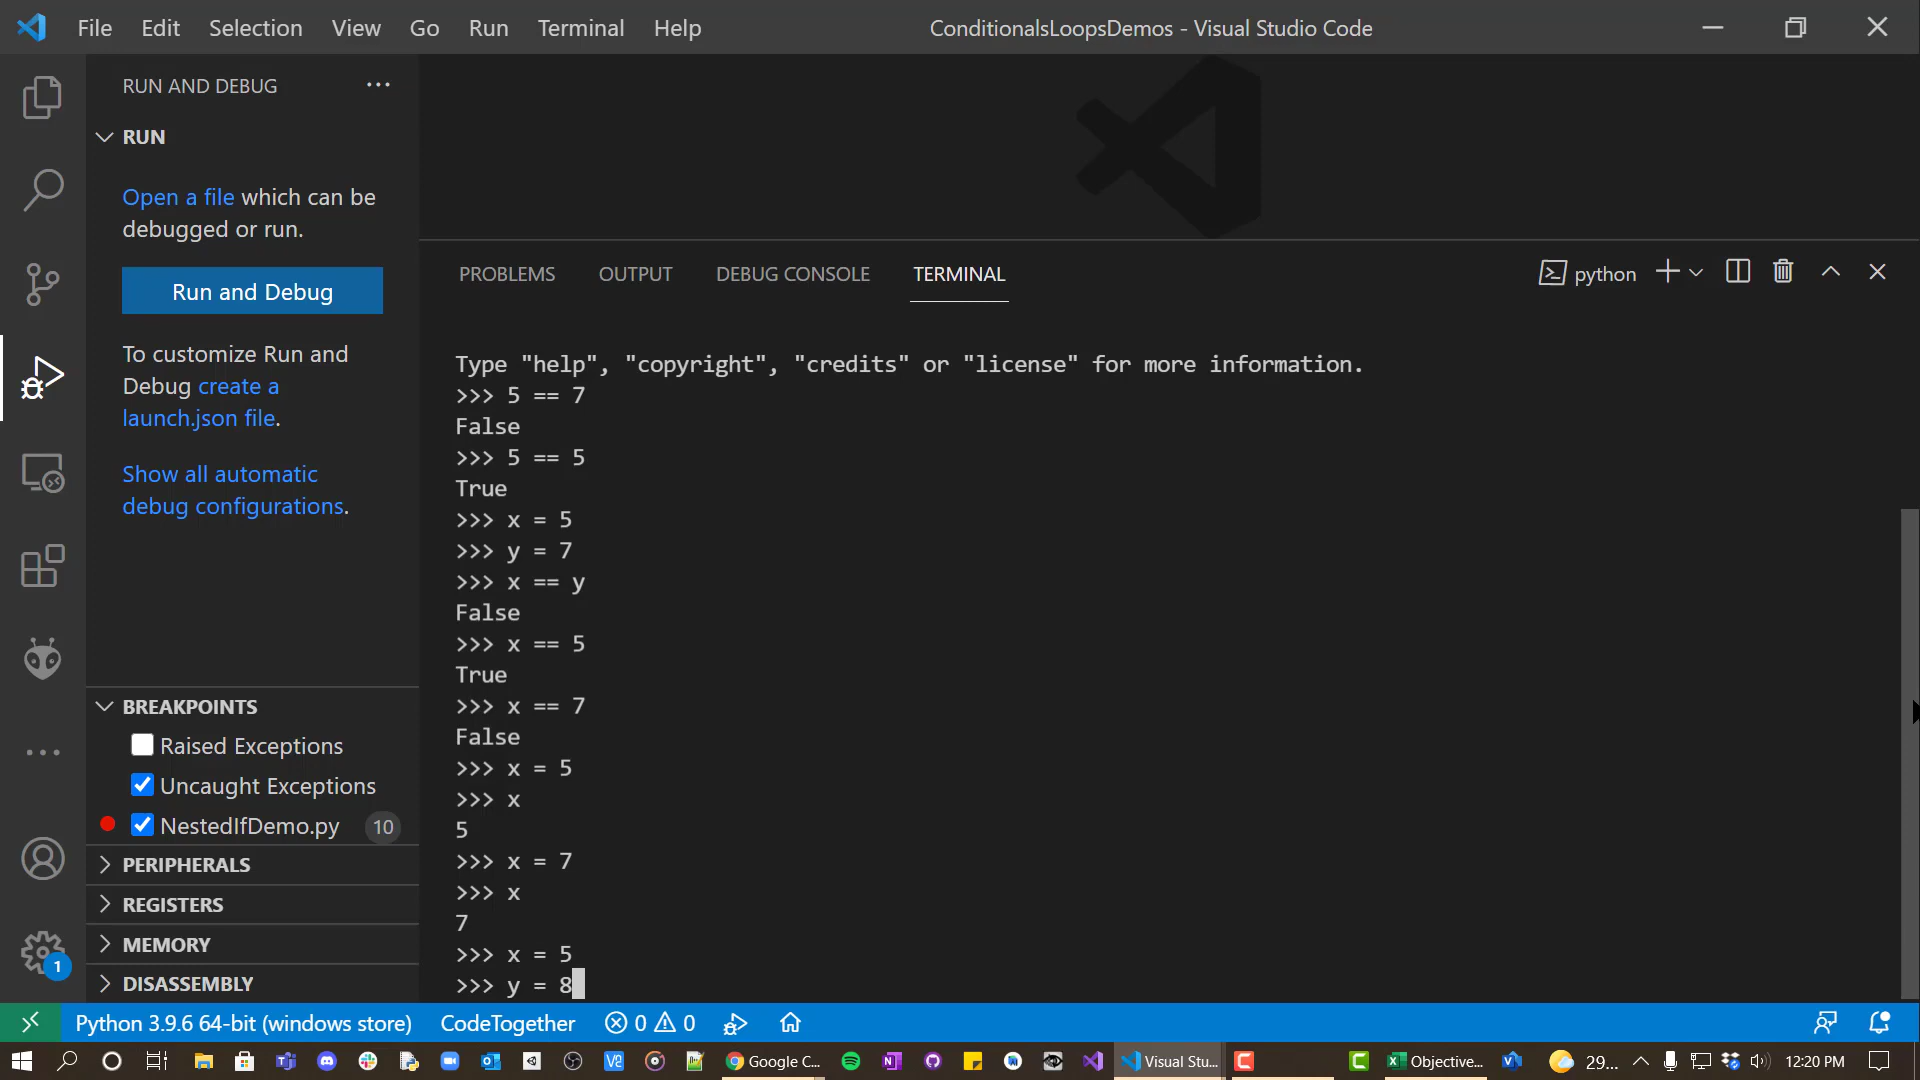 File Edit Selection View Go Run Terminal Help
ConditionalsLoopsDemos - Visual Studio Code
RUN AND DEBUG
RUN
Open a file which can be
debugged or run.
Run and Debug
To customize Run and
Debug create a
launch.json file.
Show all automatic
debug configurations.
BREAKPOINTS
Raised Exceptions
Uncaught Exceptions
NestedIfDemo.py 10
PERIPHERALS
REGISTERS
MEMORY
DISASSEMBLY
1
PROBLEMS OUTPUT DEBUG CONSOLE TERMINAL
python
Type "help", "copyright", "credits" or "license" for more information.
>>> 5 == 7
False
>>> 5 == 5
True
>>> x = 5
>>> y = 7
>>> x == y
False
>>> x == 5
True
>>> x == 7
False
>>> x = 5
>>> x
5
>>> x = 7
>>> x
7
>>> x = 5
>>> y = 8
Python 3.9.6 64-bit (windows store) CodeTogether 0 0
Google C... Visual Stu... Objective... 29... 12:20 PM